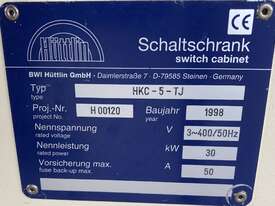 Hüttlin
CE
Schaltschrank
switch cabinet
BWI Hüttlin GmbH · Daimlerstraße 7 · D-79585 Steinen · Germany
Typ HKC-5-TJ
type
Proj.-Nr. H00120 Baujahr 1998
project No. year
Nennspannung V 3~400/50Hz
rated voltage
Nennleistung kW 30
rated power
Vorsicherung max. A 50
fuse back-up max.